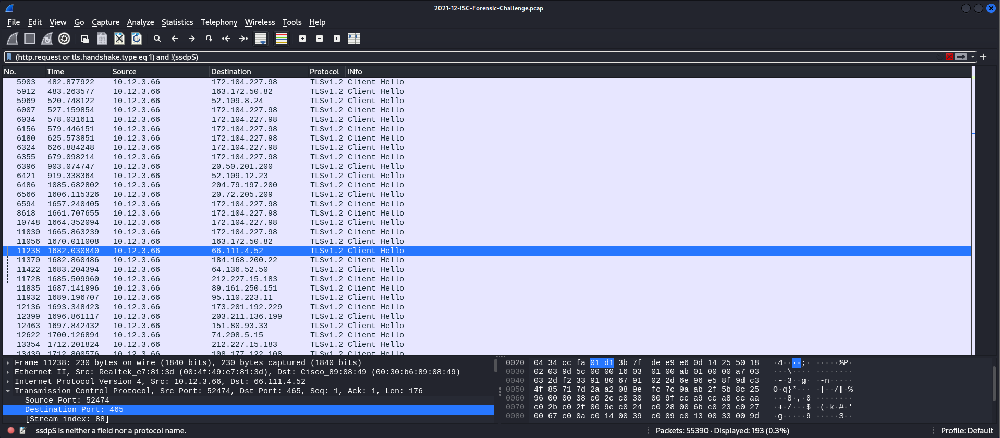 2021-12-ISC-Forensic-Challenge.pcap
File Edit View Go Capture Analyze Statistics Telephony Wireless Tools Help
(http.request or tls.handshake.type eq 1) and !(ssdpS)
No. Time Source Destination Protocol INfo
5903 482.877922 10.12.3.66 172.104.227.98 TLSv1.2 Client Hello
5912 483.263577 10.12.3.66 163.172.50.82 TLSv1.2 Client Hello
5969 520.748122 10.12.3.66 52.109.8.24 TLSv1.2 Client Hello
6007 527.159854 10.12.3.66 172.104.227.98 TLSv1.2 Client Hello
6034 578.031611 10.12.3.66 172.104.227.98 TLSv1.2 Client Hello
6156 579.446151 10.12.3.66 172.104.227.98 TLSv1.2 Client Hello
6180 625.573851 10.12.3.66 172.104.227.98 TLSv1.2 Client Hello
6324 626.884248 10.12.3.66 172.104.227.98 TLSv1.2 Client Hello
6355 679.098214 10.12.3.66 172.104.227.98 TLSv1.2 Client Hello
6396 903.074747 10.12.3.66 20.50.201.200 TLSv1.2 Client Hello
6421 919.338364 10.12.3.66 52.109.12.23 TLSv1.2 Client Hello
6486 1085.682802 10.12.3.66 204.79.197.200 TLSv1.2 Client Hello
6566 1606.115326 10.12.3.66 20.72.205.209 TLSv1.2 Client Hello
6594 1657.240405 10.12.3.66 172.104.227.98 TLSv1.2 Client Hello
8618 1661.707655 10.12.3.66 172.104.227.98 TLSv1.2 Client Hello
10748 1664.352094 10.12.3.66 172.104.227.98 TLSv1.2 Client Hello
11030 1665.863239 10.12.3.66 172.104.227.98 TLSv1.2 Client Hello
11056 1670.011008 10.12.3.66 163.172.50.82 TLSv1.2 Client Hello
11238 1682.030840 10.12.3.66 66.111.4.52 TLSv1.2 Client Hello
11370 1682.860486 10.12.3.66 184.168.200.22 TLSv1.2 Client Hello
11422 1683.204394 10.12.3.66 64.136.52.50 TLSv1.2 Client Hello
11728 1685.509960 10.12.3.66 212.227.15.183 TLSv1.2 Client Hello
11835 1687.141996 10.12.3.66 89.161.250.151 TLSv1.2 Client Hello
11932 1689.196707 10.12.3.66 95.110.223.11 TLSv1.2 Client Hello
12136 1693.348423 10.12.3.66 173.201.192.229 TLSv1.2 Client Hello
12399 1696.861117 10.12.3.66 203.211.136.199 TLSv1.2 Client Hello
12463 1697.842432 10.12.3.66 151.80.93.33 TLSv1.2 Client Hello
12622 1700.126894 10.12.3.66 74.208.5.15 TLSv1.2 Client Hello
13354 1712.201824 10.12.3.66 212.227.15.183 TLSv1.2 Client Hello
13439 1712.800576 10.12.3.66 108.177.122.108 TLSv1.2 Client Hello
Frame 11238: 230 bytes on wire (1840 bits), 230 bytes captured (1840 bits)
Ethernet II, Src: Realtek_e7:81:3d (00:4f:49:e7:81:3d), Dst: Cisco_89:08:49 (00:30:b6:89:08:49)
Internet Protocol Version 4, Src: 10.12.3.66, Dst: 66.111.4.52
Transmission Control Protocol, Src Port: 52474, Dst Port: 465, Seq: 1, Ack: 1, Len: 176
Source Port: 52474
Destination Port: 465
[Stream index: 88]
0020 04 34 cc fa 01 d1 3b 7f de e9 e6 0d 14 25 50 18 ·4····;· ·····%P·
0030 02 03 9d 5c 00 00 16 03 01 00 ab 01 00 00 a7 03 ···\···· ········
0040 03 2d f2 33 91 80 67 91 02 2d 6e 96 e5 8f 9d c3 ·-·3··g· ·-n·····
0050 4f 85 71 7d 2a a2 08 9e fc 7c 9a ab 2f 5b 8c 25 O·q}*··· ·|··/[·%
0060 96 00 00 38 c0 2c c0 30 00 9f cc a9 cc a8 cc aa ···8·,·0 ········
0070 c0 2b c0 2f 00 9e c0 24 c0 28 00 6b c0 23 c0 27 ·+·/···$ ·(·k·#·'
0080 00 67 c0 0a c0 14 00 39 c0 09 c0 13 00 33 00 9d ·g·····9 ·····3··
ssdpS is neither a field nor a protocol name.
Packets: 55390 · Displayed: 193 (0.3%)
Profile: Default